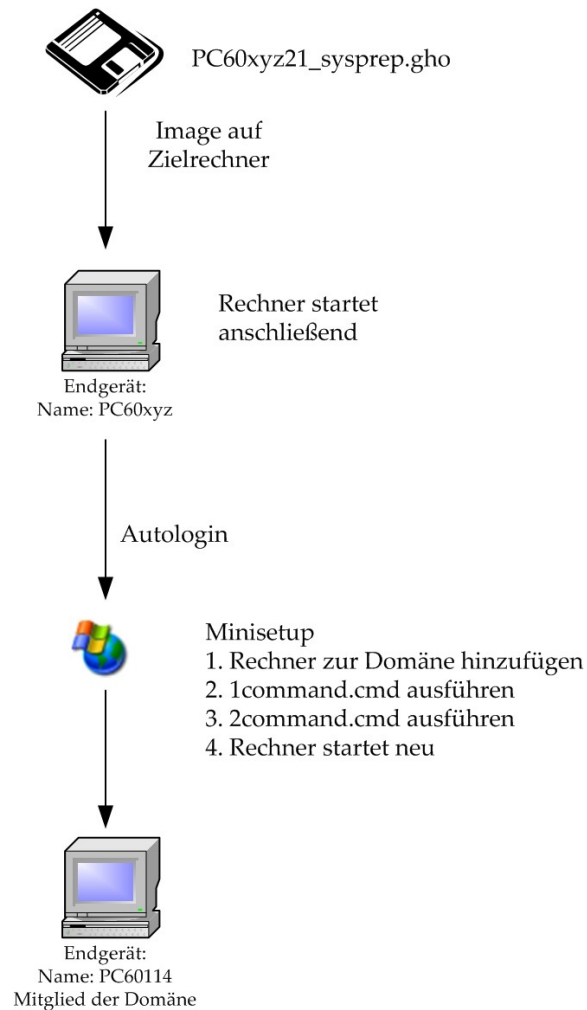 PC60xyz21_sysprep.gho
Image auf
Zielrechner
Rechner startet
anschließend
Endgerät:
Name: PC60xyz
Autologin
Minisetup
1. Rechner zur Domäne hinzufügen
2. 1command.cmd ausführen
3. 2command.cmd ausführen
4. Rechner startet neu
Endgerät:
Name: PC60114
Mitglied der Domäne